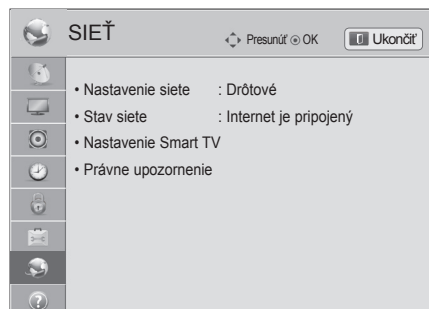 SIEŤ
Presunúť OK Ukončiť
• Nastavenie siete : Drôtové
• Stav siete : Internet je pripojený
• Nastavenie Smart TV
• Právne upozornenie
?